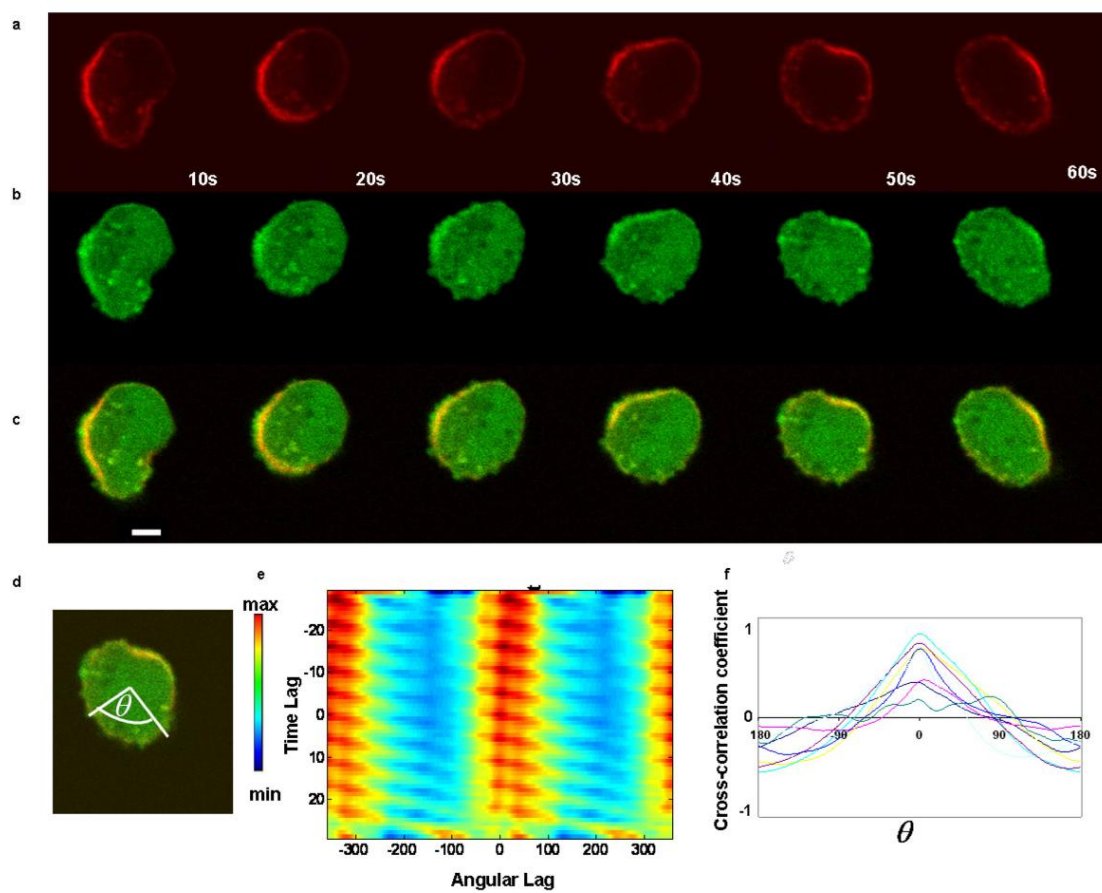 a
10s 20s 30s 40s 50s 60s
b
c
d
θ
e
max
min
t
-20
-10
0
10
20
Time Lag
-300 -200 -100 0 100 200 300
Angular Lag
f
Cross-correlation coefficient
1
0
-1
180 -90 0 90 180
θ